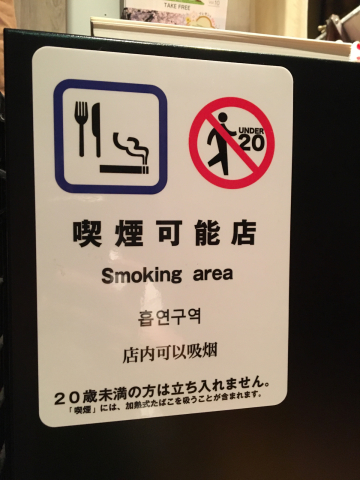 TAKE FREE
UNDER
20
喫煙可能店
Smoking area
흡연구역
店内可以吸烟
20歳未満の方は立ち入れません。
「喫煙」には、加熱式たばこを吸うことが含まれます。